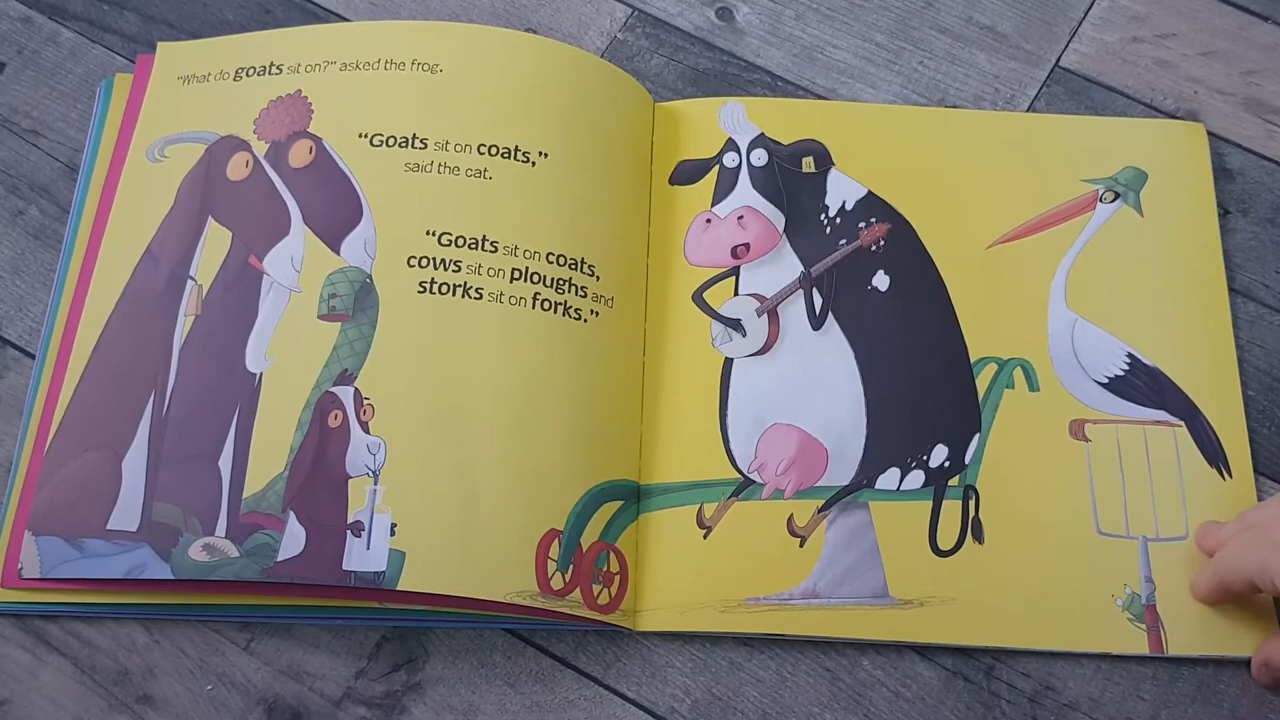 “What do goats sit on?” asked the frog.
“Goats sit on coats,”
said the cat.
“Goats sit on coats,
cows sit on ploughs and
storks sit on forks.”